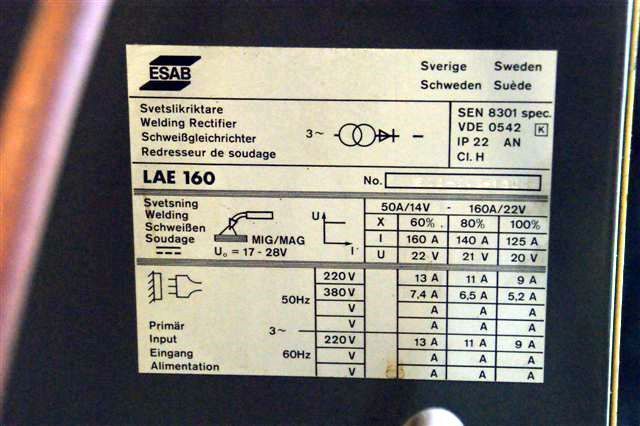 ESAB
Sverige Sweden
Schweden Suède
Svetslikriktare
Welding Rectifier
Schweißgleichrichter
Redresseur de soudage
3~ –
SEN 8301 spec.
VDE 0542 K
IP 22 AN
Cl. H
LAE 160
No.
Svetsning
Welding
Schweißen
Soudage
MIG/MAG
U₀ = 17 - 28V
U
I
50A/14V - 160A/22V
X 60% 80% 100%
I 160 A 140 A 125 A
U 22 V 21 V 20 V
Primär
Input
Eingang
Alimentation
3~
50Hz
220 V 13 A 11 A 9 A
380 V 7,4 A 6,5 A 5,2 A
V A A A
V A A A
60Hz
220V 13 A 11 A 9 A
V A A A
V A A A